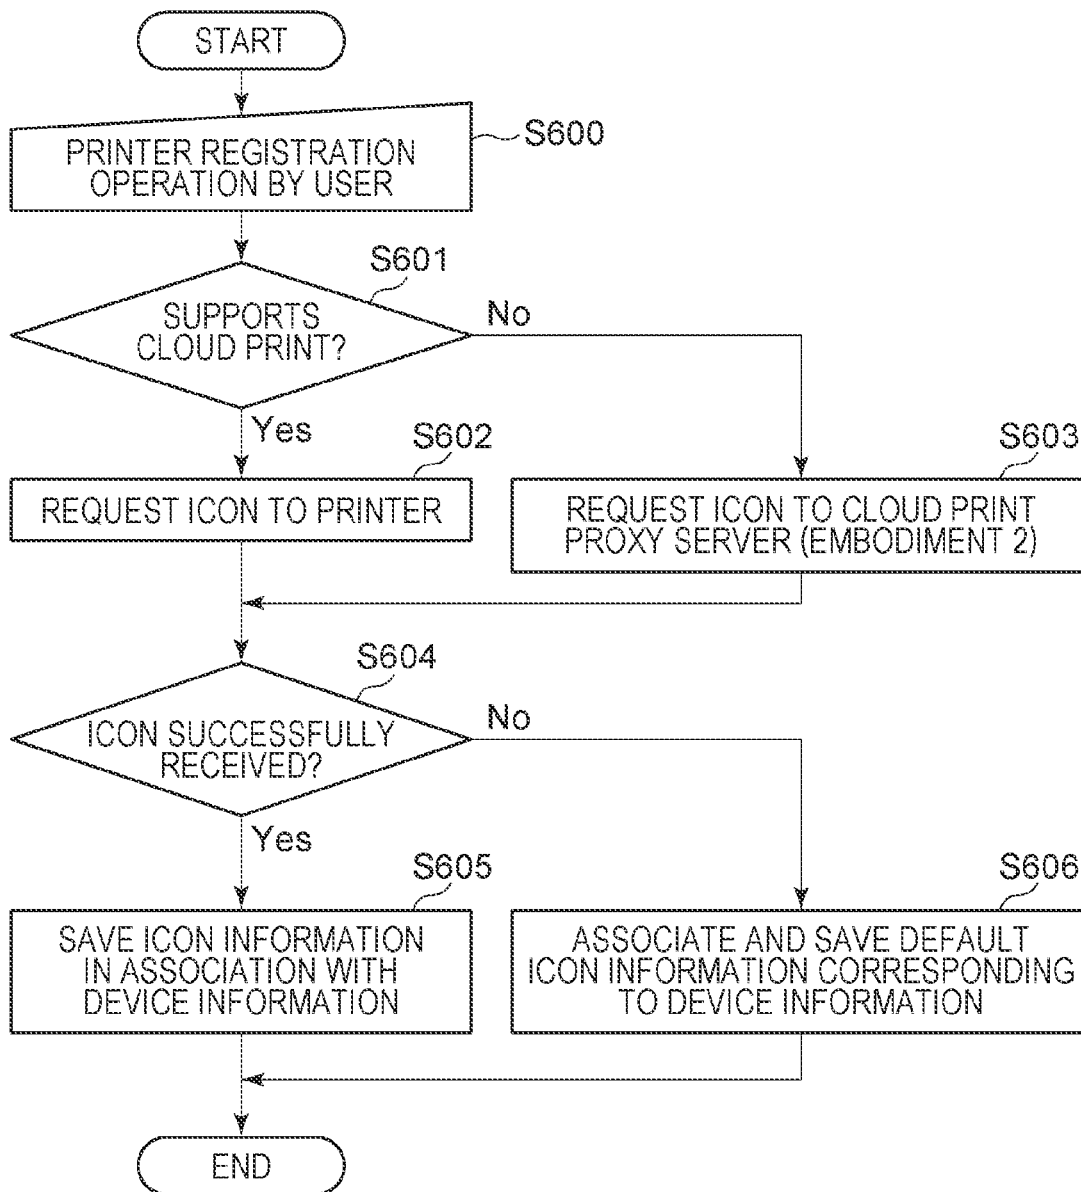 START
S600
PRINTER REGISTRATION
OPERATION BY USER
S601
SUPPORTS
CLOUD PRINT?
No
Yes
S602
REQUEST ICON TO PRINTER
S603
REQUEST ICON TO CLOUD PRINT
PROXY SERVER (EMBODIMENT 2)
S604
ICON SUCCESSFULLY
RECEIVED?
No
Yes
S605
SAVE ICON INFORMATION
IN ASSOCIATION WITH
DEVICE INFORMATION
S606
ASSOCIATE AND SAVE DEFAULT
ICON INFORMATION CORRESPONDING
TO DEVICE INFORMATION
END